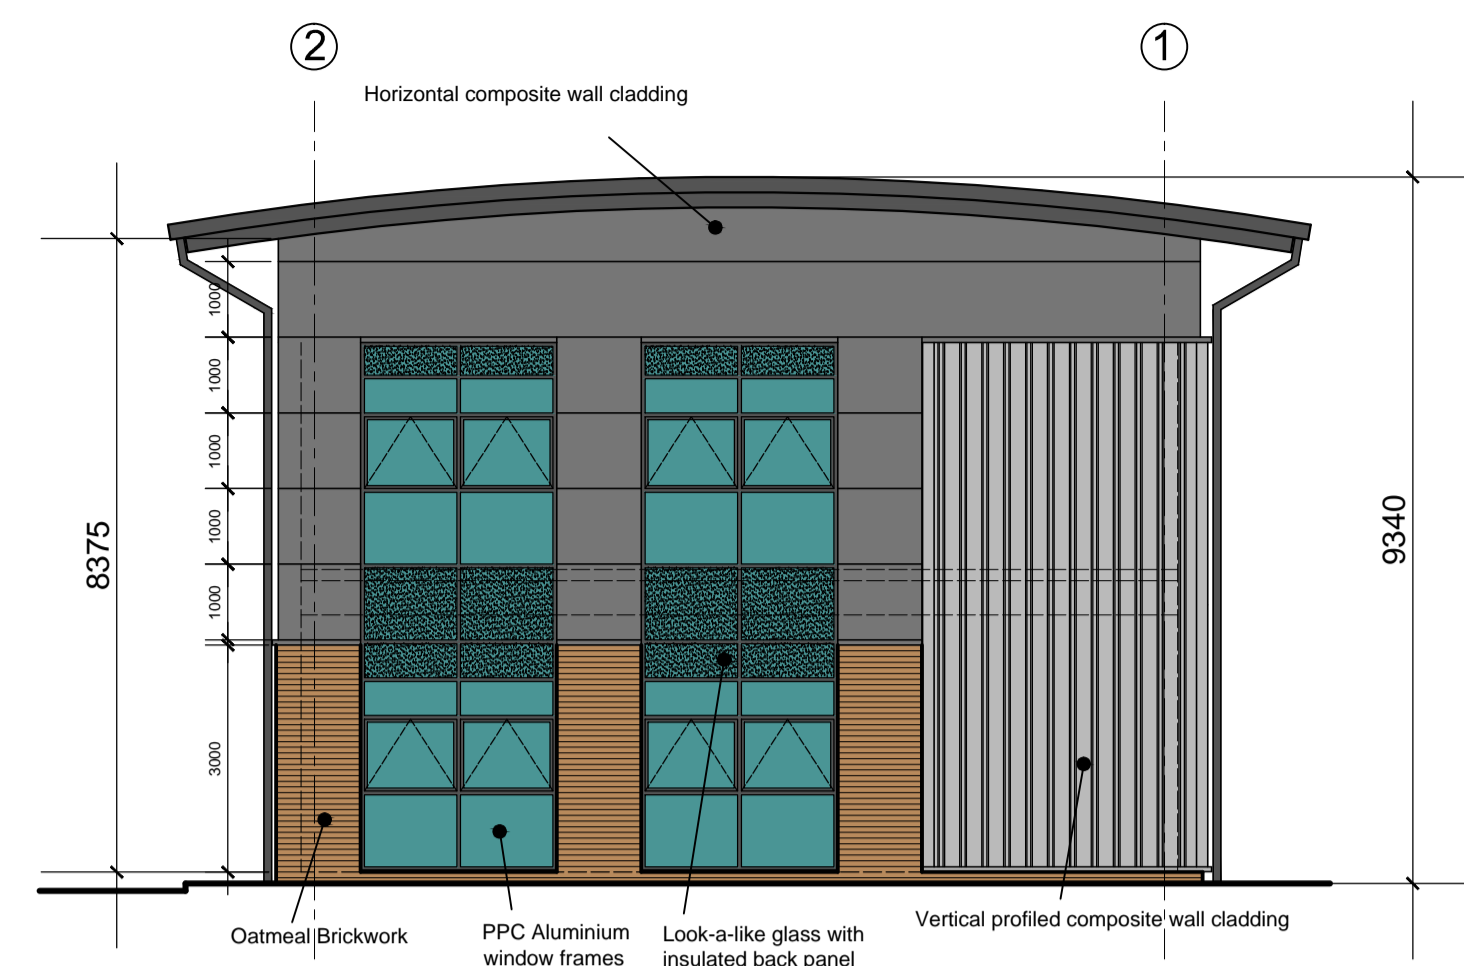 2
1
Horizontal composite wall cladding
1000
1000
1000
1000
1000
3000
8375
9340
Oatmeal Brickwork
PPC Aluminium
window frames
Look-a-like glass with
insulated back panel
Vertical profiled composite wall cladding